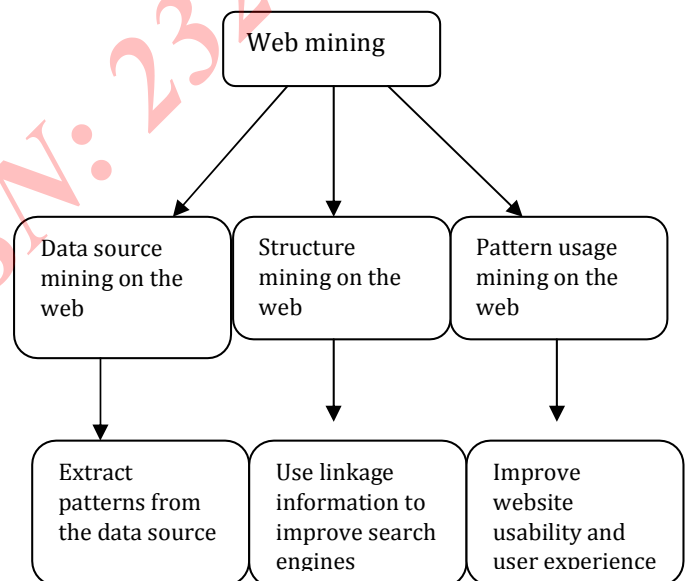 Web mining
SN: 232
Data source
mining on the
web
Structure
mining on the
web
Pattern usage
mining on the
web
Extract
patterns from
the data source
Use linkage
information to
improve search
engines
Improve
website
usability and
user experience